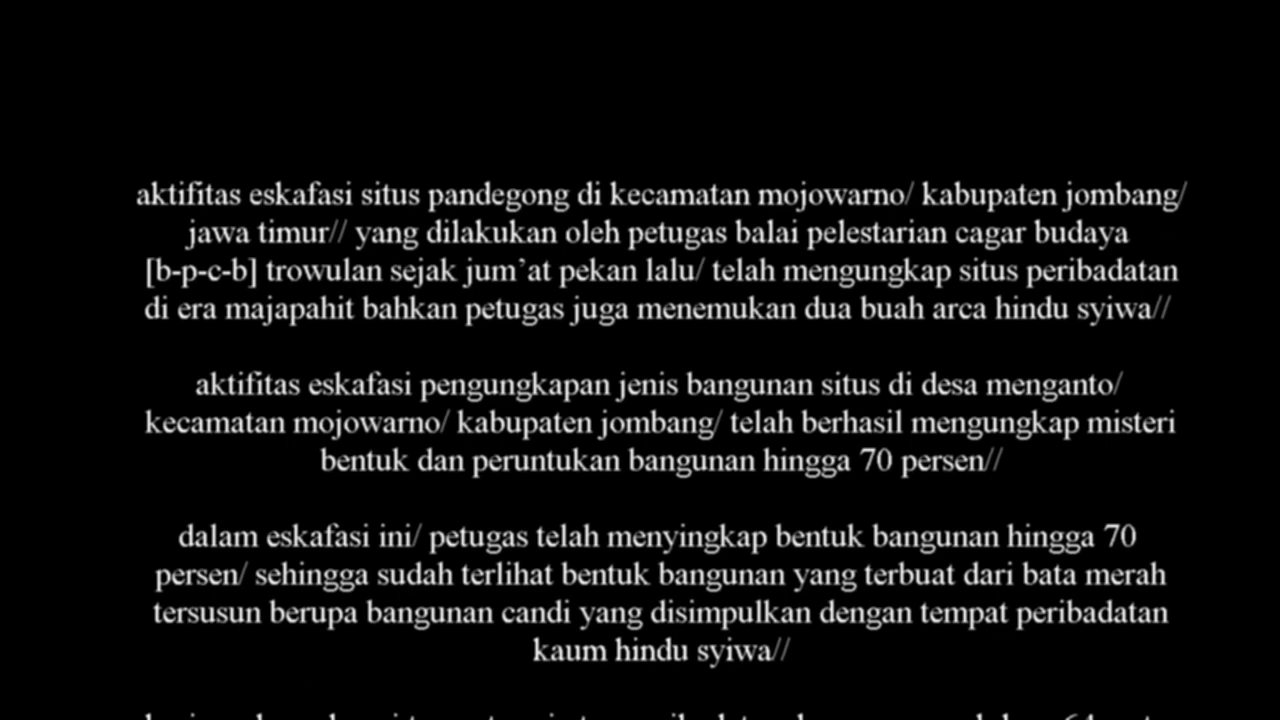 aktifitas eskafasi situs pandegong di kecamatan mojowarno/ kabupaten jombang/
jawa timur// yang dilakukan oleh petugas balai pelestarian cagar budaya
[b-p-c-b] trowulan sejak jum’at pekan lalu/ telah mengungkap situs peribadatan
di era majapahit bahkan petugas juga menemukan dua buah arca hindu syiwa//
aktifitas eskafasi pengungkapan jenis bangunan situs di desa menganto/
kecamatan mojowarno/ kabupaten jombang/ telah berhasil mengungkap misteri
bentuk dan peruntukan bangunan hingga 70 persen//
dalam eskafasi ini/ petugas telah menyingkap bentuk bangunan hingga 70
persen/ sehingga sudah terlihat bentuk bangunan yang terbuat dari bata merah
tersusun berupa bangunan candi yang disimpulkan dengan tempat peribadatan
kaum hindu syiwa//